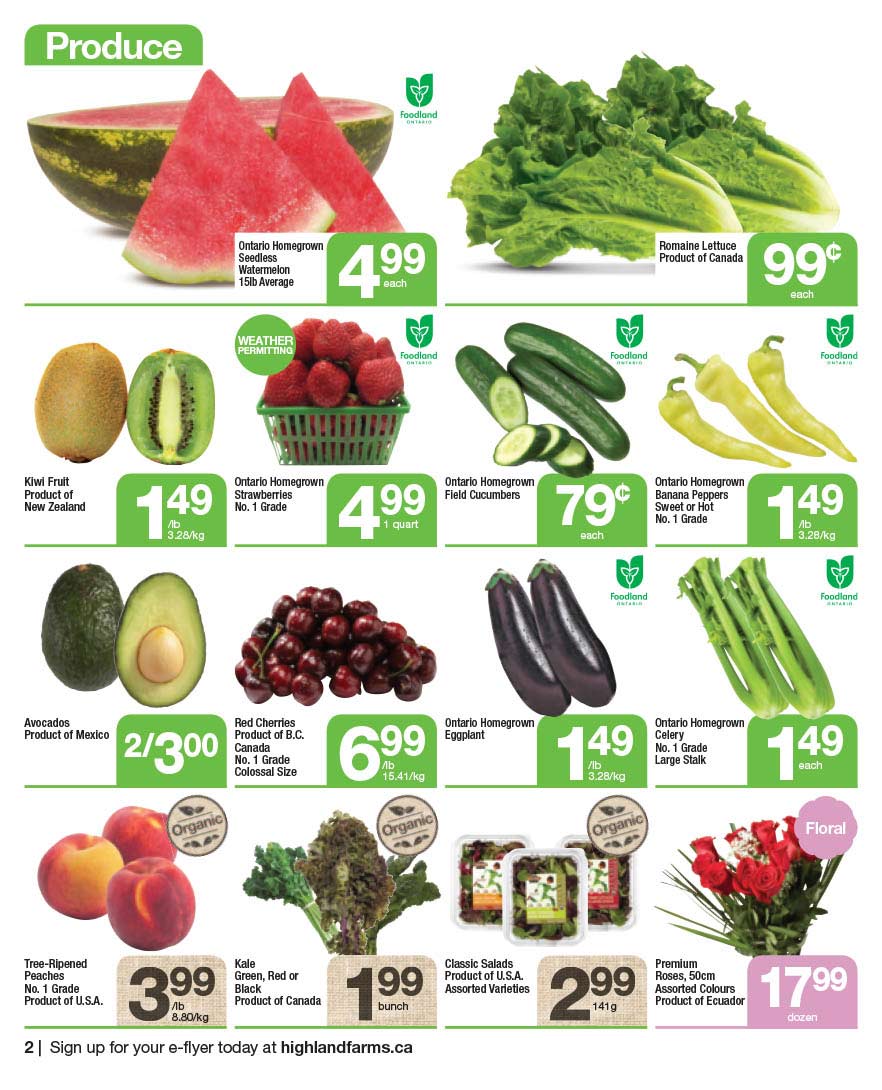 Produce
Foodland
ONTARIO
Ontario Homegrown
Seedless
Watermelon
15lb Average
4.99
each
Romaine Lettuce
Product of Canada
99¢
each
Kiwi Fruit
Product of
New Zealand
1.49
/lb
3.28/kg
WEATHER
PERMITTING
Foodland
ONTARIO
Ontario Homegrown
Strawberries
No. 1 Grade
4.99
1 quart
Foodland
ONTARIO
Ontario Homegrown
Field Cucumbers
79¢
each
Foodland
ONTARIO
Ontario Homegrown
Banana Peppers
Sweet or Hot
No. 1 Grade
1.49
/lb
3.28/kg
Avocados
Product of Mexico
2/3.00
Red Cherries
Product of B.C.
Canada
No. 1 Grade
Colossal Size
6.99
/lb
15.41/kg
Foodland
ONTARIO
Ontario Homegrown
Eggplant
1.49
/lb
3.28/kg
Foodland
ONTARIO
Ontario Homegrown
Celery
No. 1 Grade
Large Stalk
1.49
each
Organic
Tree-Ripened
Peaches
No. 1 Grade
Product of U.S.A.
3.99
/lb
8.80/kg
Organic
Kale
Green, Red or
Black
Product of Canada
1.99
bunch
Organic
Classic Salads
Product of U.S.A.
Assorted Varieties
2.99
141g
Floral
Premium
Roses, 50cm
Assorted Colours
Product of Ecuador
17.99
dozen
2 | Sign up for your e-flyer today at highlandfarms.ca